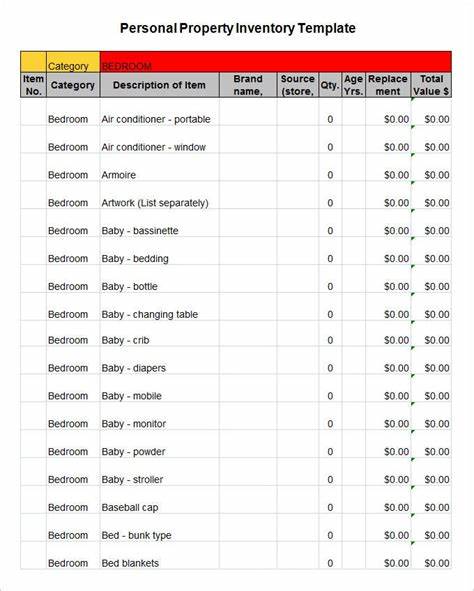 Personal Property Inventory Template
Category BEDROOM
Item No. Category Description of Item Brand name, Source (store, Qty. Age Yrs. Replace ment Total Value $
Bedroom Air conditioner - portable 0 $0.00 $0.00
Bedroom Air conditioner - window 0 $0.00 $0.00
Bedroom Armoire 0 $0.00 $0.00
Bedroom Artwork (List separately) 0 $0.00 $0.00
Bedroom Baby - bassinette 0 $0.00 $0.00
Bedroom Baby - bedding 0 $0.00 $0.00
Bedroom Baby - bottle 0 $0.00 $0.00
Bedroom Baby - changing table 0 $0.00 $0.00
Bedroom Baby - crib 0 $0.00 $0.00
Bedroom Baby - diapers 0 $0.00 $0.00
Bedroom Baby - mobile 0 $0.00 $0.00
Bedroom Baby - monitor 0 $0.00 $0.00
Bedroom Baby - powder 0 $0.00 $0.00
Bedroom Baby - stroller 0 $0.00 $0.00
Bedroom Baseball cap 0 $0.00 $0.00
Bedroom Bed - bunk type 0 $0.00 $0.00
Bedroom Bed blankets 0 $0.00 $0.00